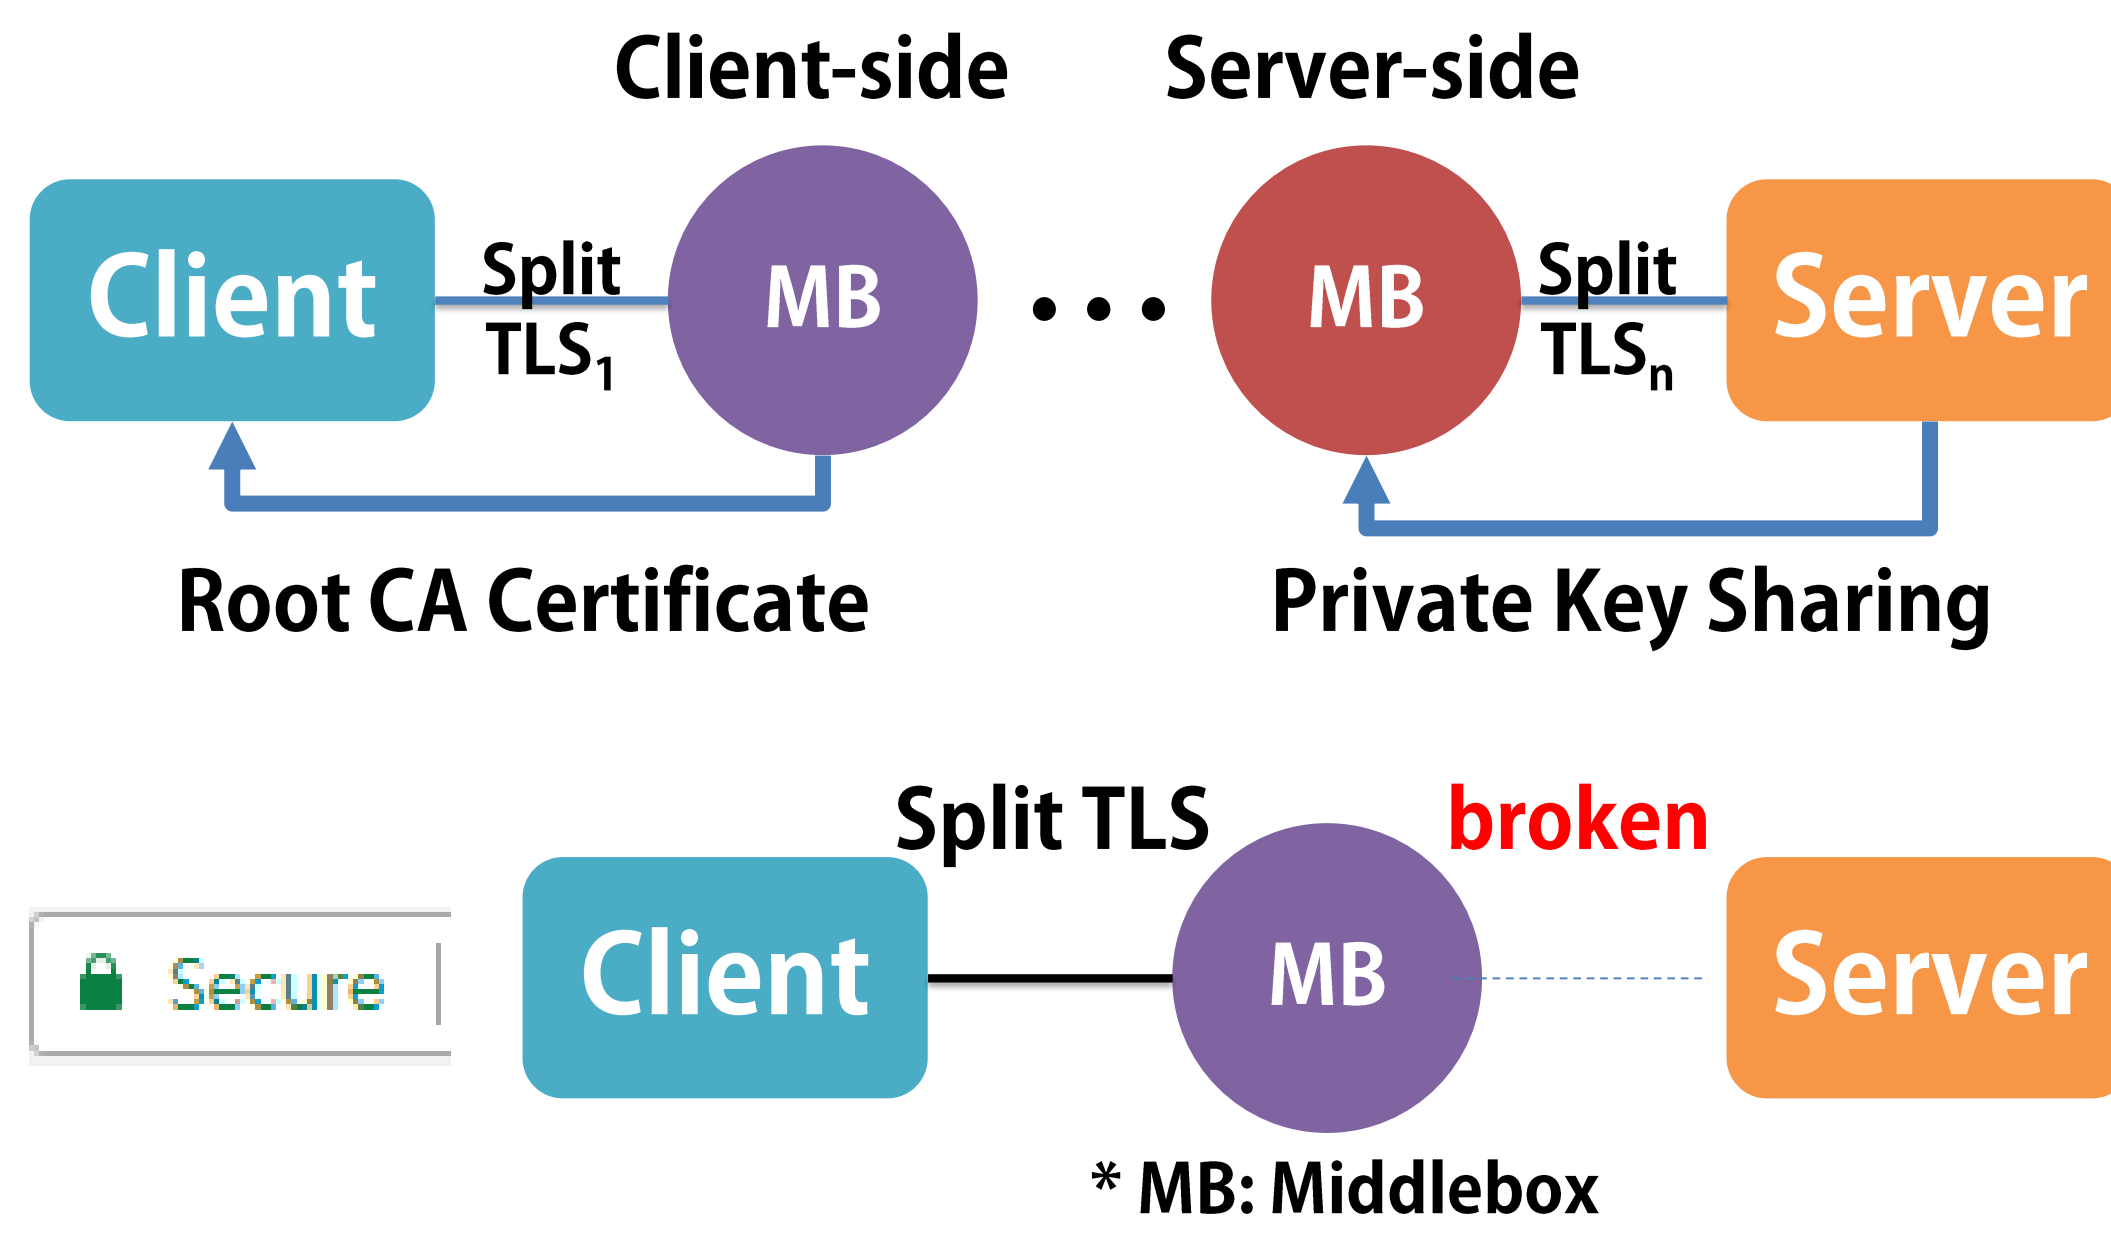 Client-side
Server-side
Client
Split
TLS1
MB
• • •
MB
Split
TLSn
Server
Root CA Certificate
Private Key Sharing
Split TLS
broken
Secure
Client
MB
Server
* MB: Middlebox